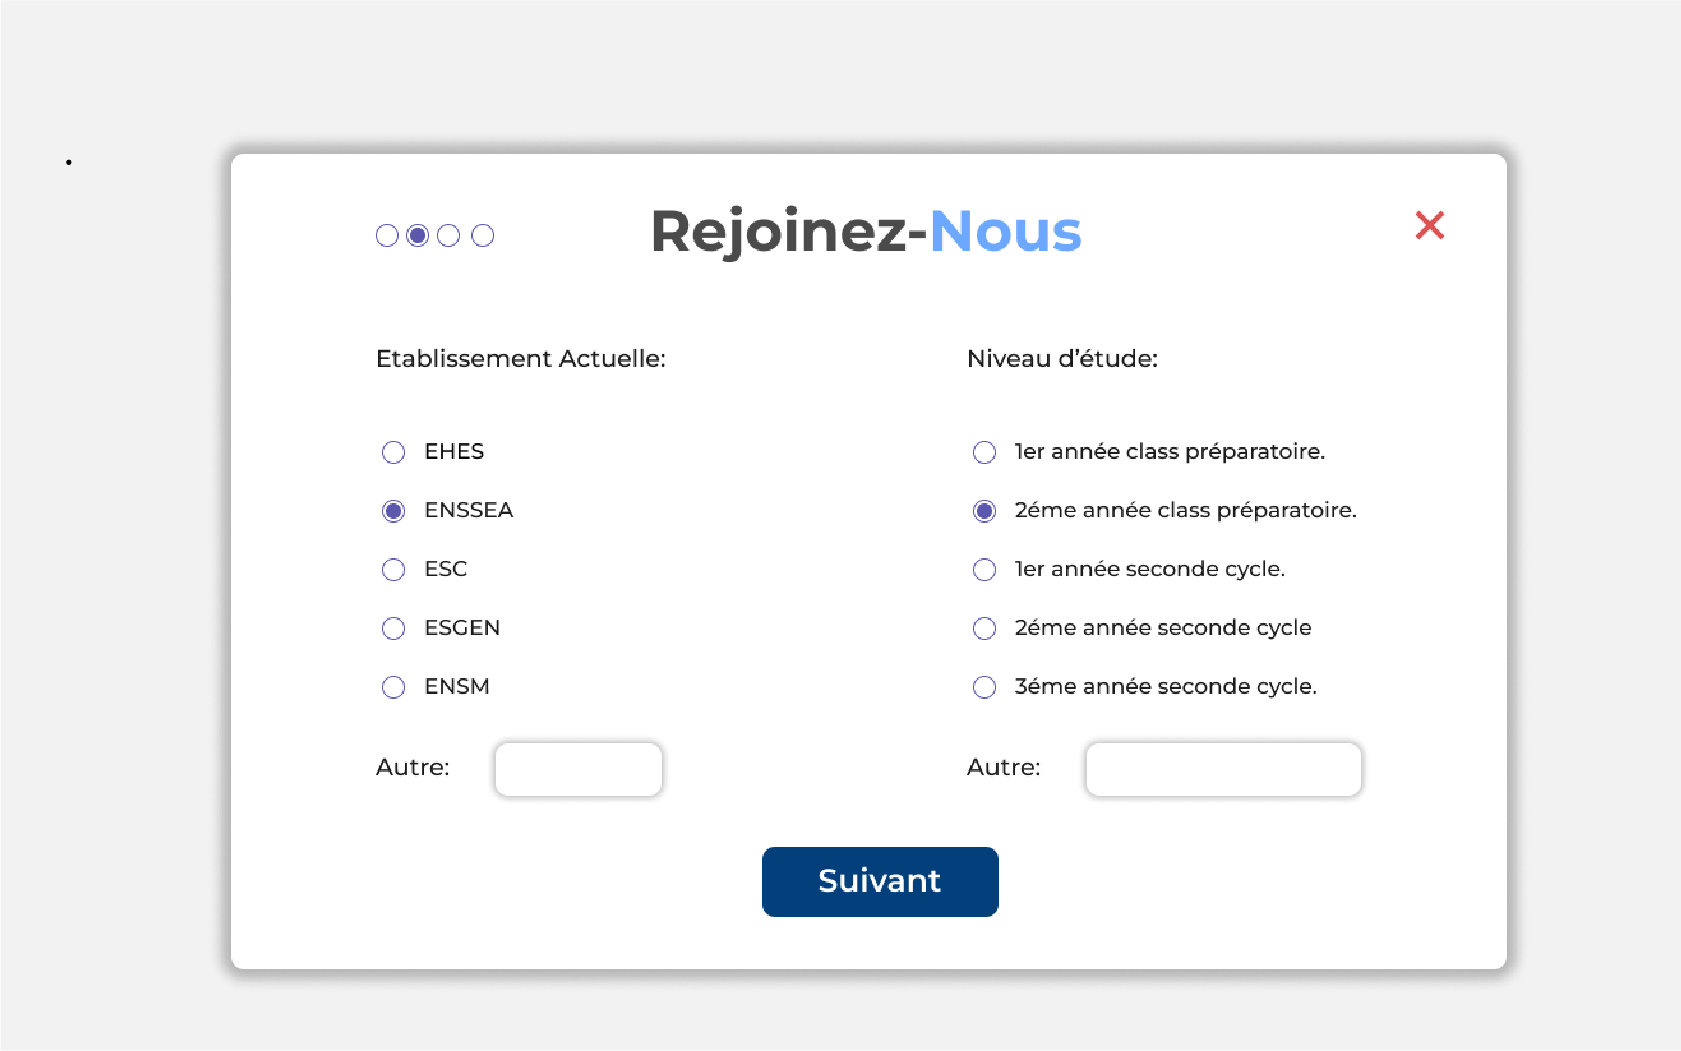 Rejoinez-Nous
Etablissement Actuelle:
EHES
ENSSEA
ESC
ESGEN
ENSM
Autre:
Niveau d’étude:
1er année class préparatoire.
2éme année class préparatoire.
1er année seconde cycle.
2éme année seconde cycle
3éme année seconde cycle.
Autre:
Suivant